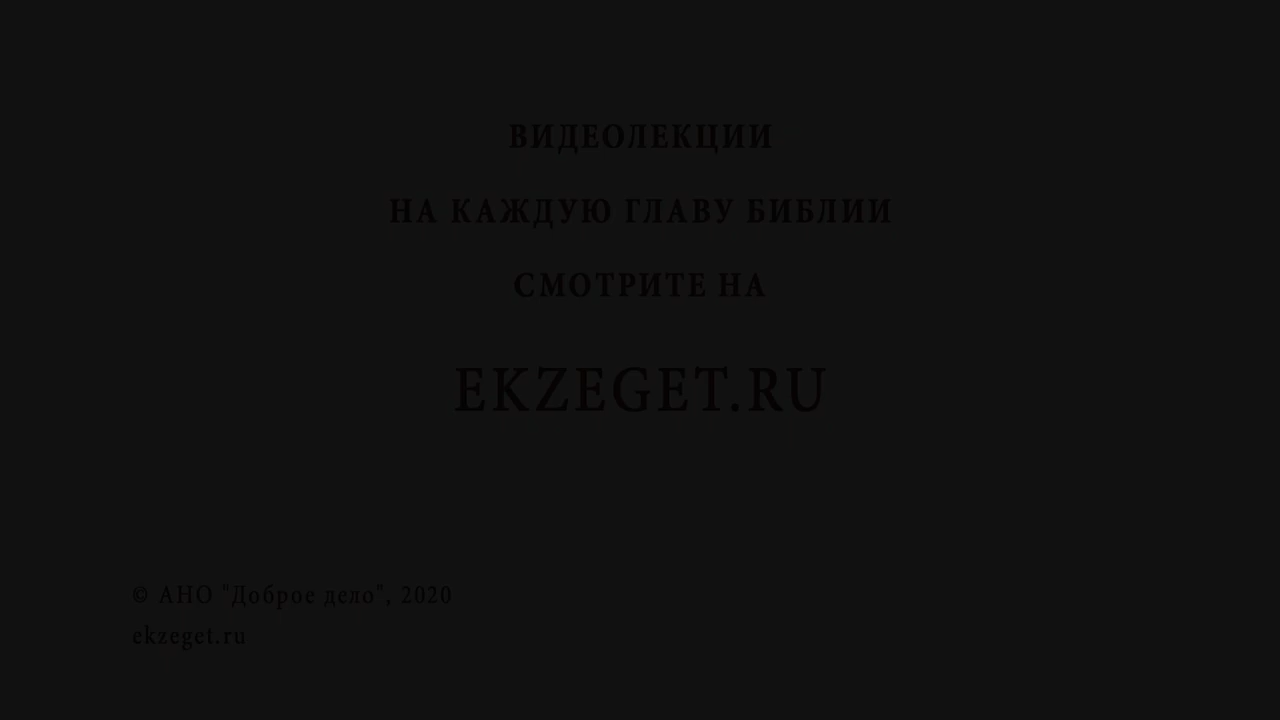 ВИДЕОЛЕКЦИИ
НА КАЖДУЮ ГЛАВУ БИБЛИИ
СМОТРИТЕ НА
EKZEGET.RU
© АНО "Доброе дело", 2020
ekzeget.ru